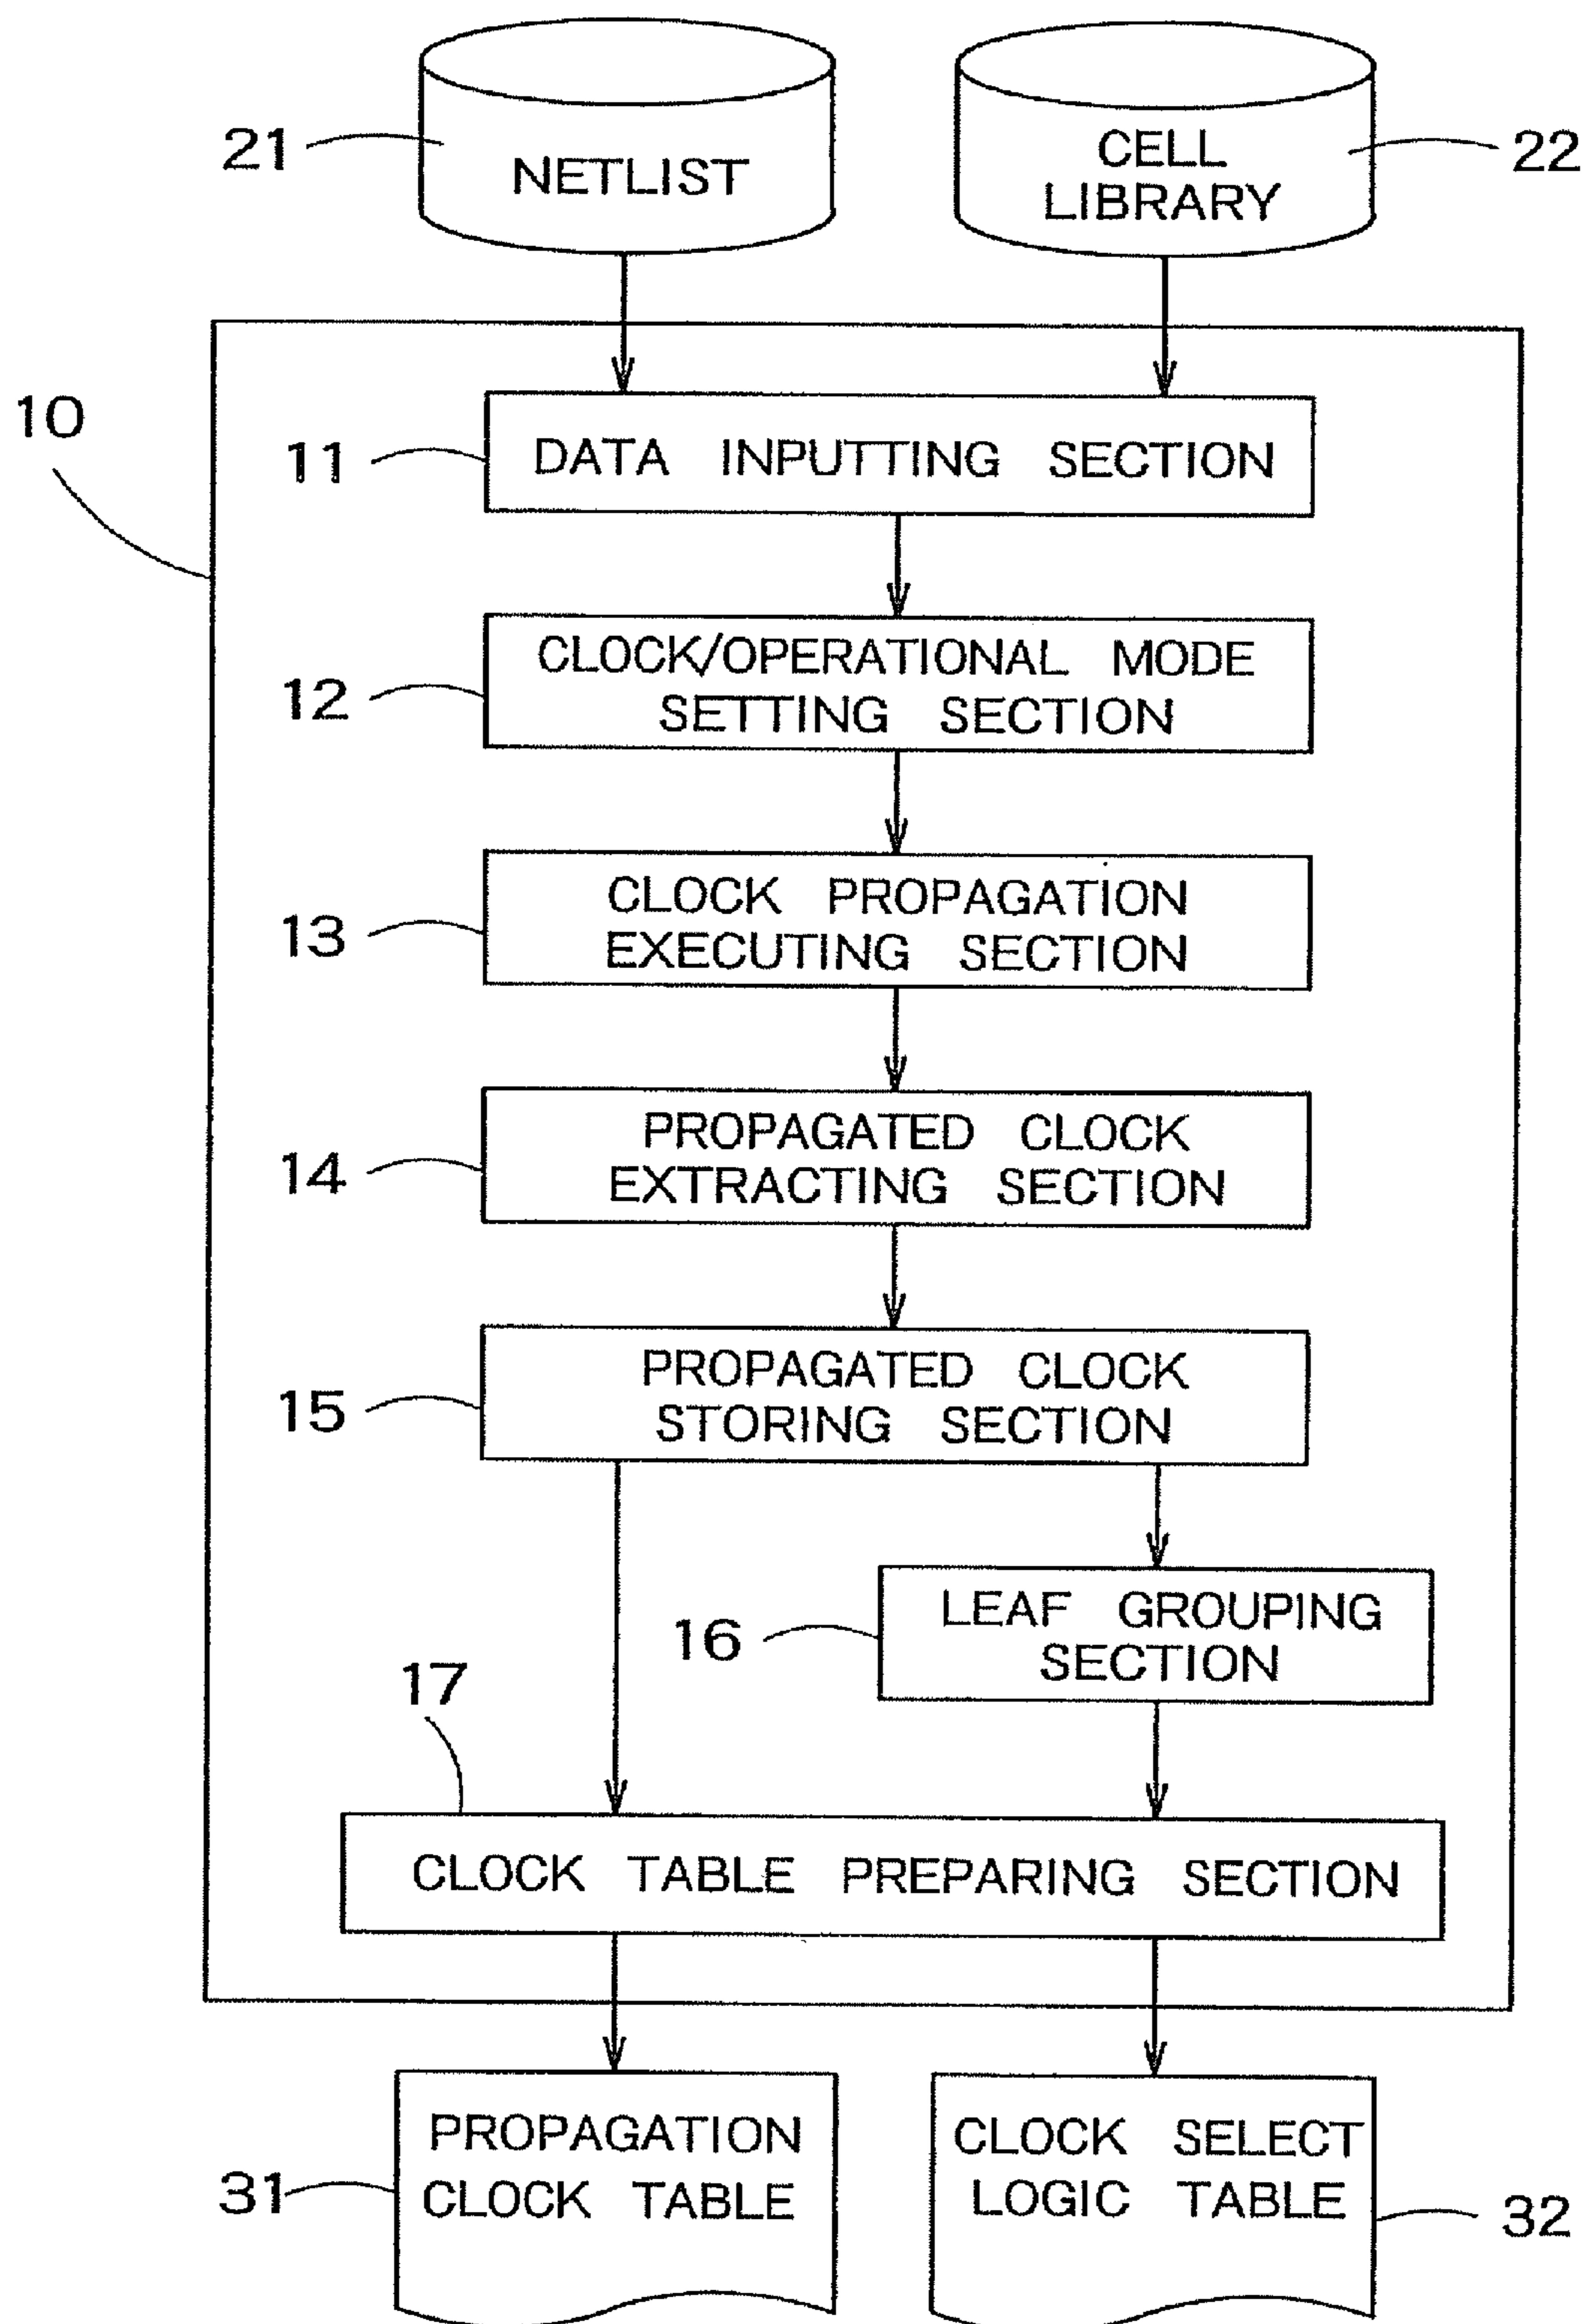 21
NETLIST
CELL
LIBRARY
22
10
11
DATA INPUTTING SECTION
12
CLOCK/OPERATIONAL MODE
SETTING SECTION
13
CLOCK PROPAGATION
EXECUTING SECTION
14
PROPAGATED CLOCK
EXTRACTING SECTION
15
PROPAGATED CLOCK
STORING SECTION
16
LEAF GROUPING
SECTION
17
CLOCK TABLE PREPARING SECTION
31
PROPAGATION
CLOCK TABLE
CLOCK SELECT
LOGIC TABLE
32